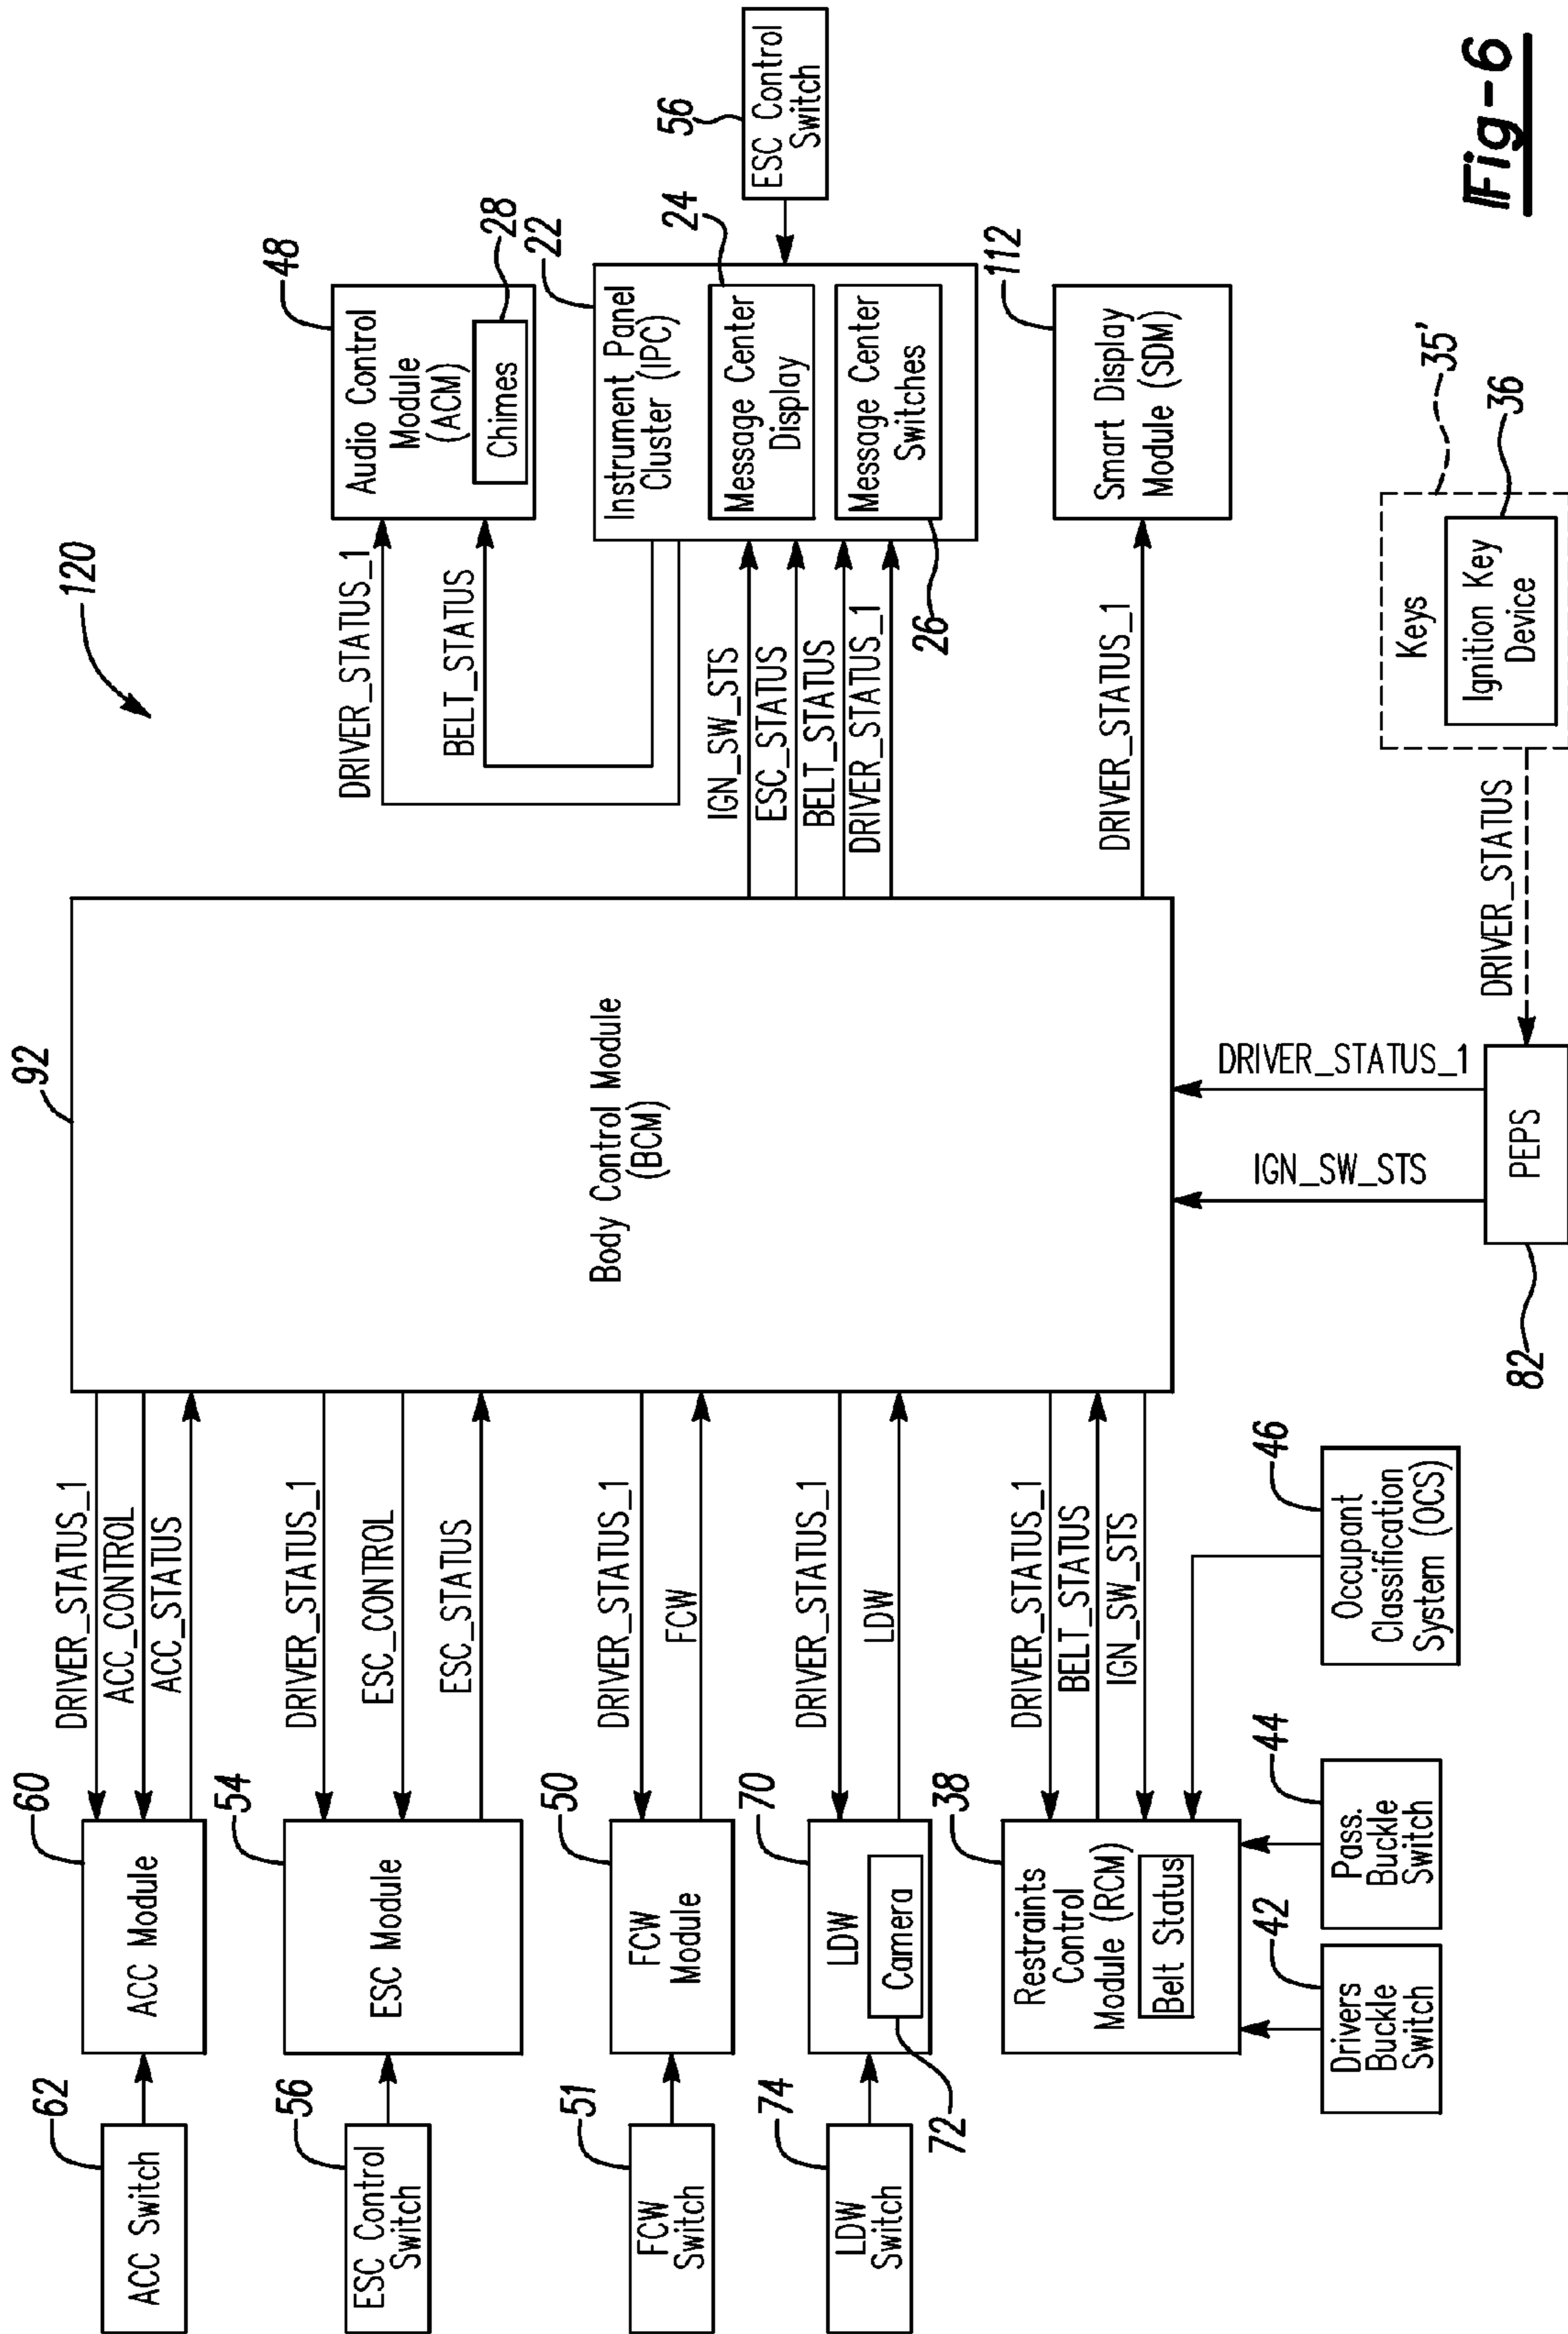 120
92
Body Control Module
(BCM)
62
ACC Switch
60
ACC Module
DRIVER_STATUS_1
ACC_CONTROL
ACC_STATUS
56
ESC Control
Switch
54
ESC Module
DRIVER_STATUS_1
ESC_CONTROL
ESC_STATUS
51
FCW
Switch
50
FCW
Module
DRIVER_STATUS_1
FCW
74
LDW
Switch
70
LDW
Camera
72
DRIVER_STATUS_1
LDW
38
Restraints
Control
Module (RCM)
Belt Status
DRIVER_STATUS_1
BELT_STATUS
IGN_SW_STS
42
Drivers
Buckle
Switch
44
Pass.
Buckle
Switch
46
Occupant
Classification
System (OCS)
82
PEPS
IGN_SW_STS
DRIVER_STATUS_1
DRIVER_STATUS
35'
Keys
36
Ignition Key
Device
DRIVER_STATUS_1
BELT_STATUS
48
Audio Control
Module
(ACM)
Chimes
28
IGN_SW_STS
ESC_STATUS
BELT_STATUS
DRIVER_STATUS_1
22
Instrument Panel
Cluster (IPC)
24
Message Center
Display
Message Center
Switches
26
56
ESC Control
Switch
DRIVER_STATUS_1
112
Smart Display
Module (SDM)
Fig-6